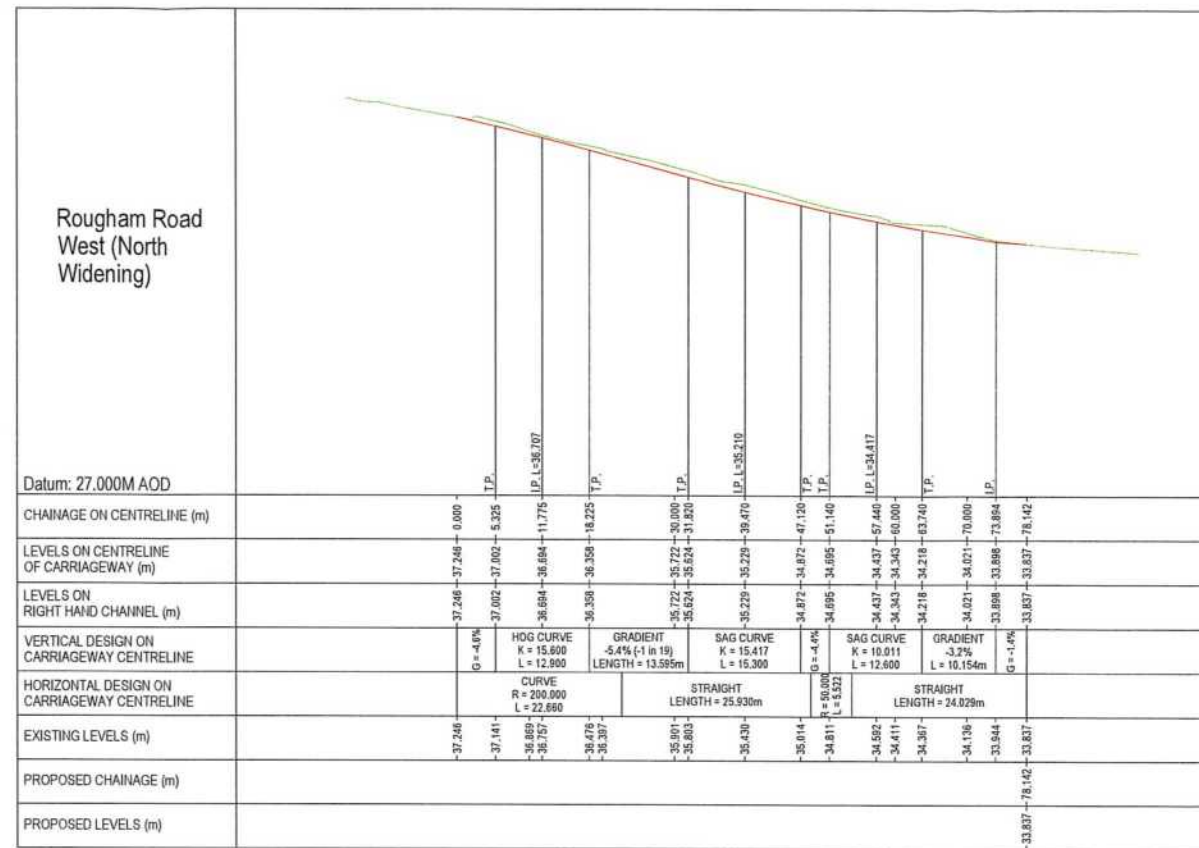 Rougham Road
West (North
Widening)
Datum: 27.000M AOD
T.P.
I.P. L=36.707
T.P.
T.P.
I.P. L=35.210
T.P.
T.P.
I.P. L=34.417
T.P.
I.P.
CHAINAGE ON CENTRELINE (m)
0.000 5.325 11.775 18.225 30.000 31.820 39.470 47.120 51.140 57.440 60.000 63.740 70.000 73.894 78.142
LEVELS ON CENTRELINE
OF CARRIAGEWAY (m)
37.246 37.002 36.694 36.358 35.722 35.624 35.229 34.872 34.695 34.437 34.343 34.218 34.021 33.898 33.837
LEVELS ON
RIGHT HAND CHANNEL (m)
37.246 37.002 36.694 36.358 35.722 35.624 35.229 34.872 34.695 34.437 34.343 34.218 34.021 33.898 33.837
VERTICAL DESIGN ON
CARRIAGEWAY CENTRELINE
G = -4.0%
HOG CURVE
K = 15.600
L = 12.900
GRADIENT
-5.4% (-1 in 19)
LENGTH = 13.595m
SAG CURVE
K = 15.417
L = 15.300
G = -4.4%
SAG CURVE
K = 10.011
L = 12.600
GRADIENT
-3.2%
L = 10.154m
G = -1.4%
HORIZONTAL DESIGN ON
CARRIAGEWAY CENTRELINE
CURVE
R = 200.000
L = 22.660
STRAIGHT
LENGTH = 25.930m
R = 50.000
L = 5.522
STRAIGHT
LENGTH = 24.029m
EXISTING LEVELS (m)
37.246 37.141 36.869 36.757 36.476 36.397 35.901 35.803 35.430 35.014 34.811 34.592 34.411 34.367 34.136 33.944 33.837
PROPOSED CHAINAGE (m)
78.142
PROPOSED LEVELS (m)
33.837